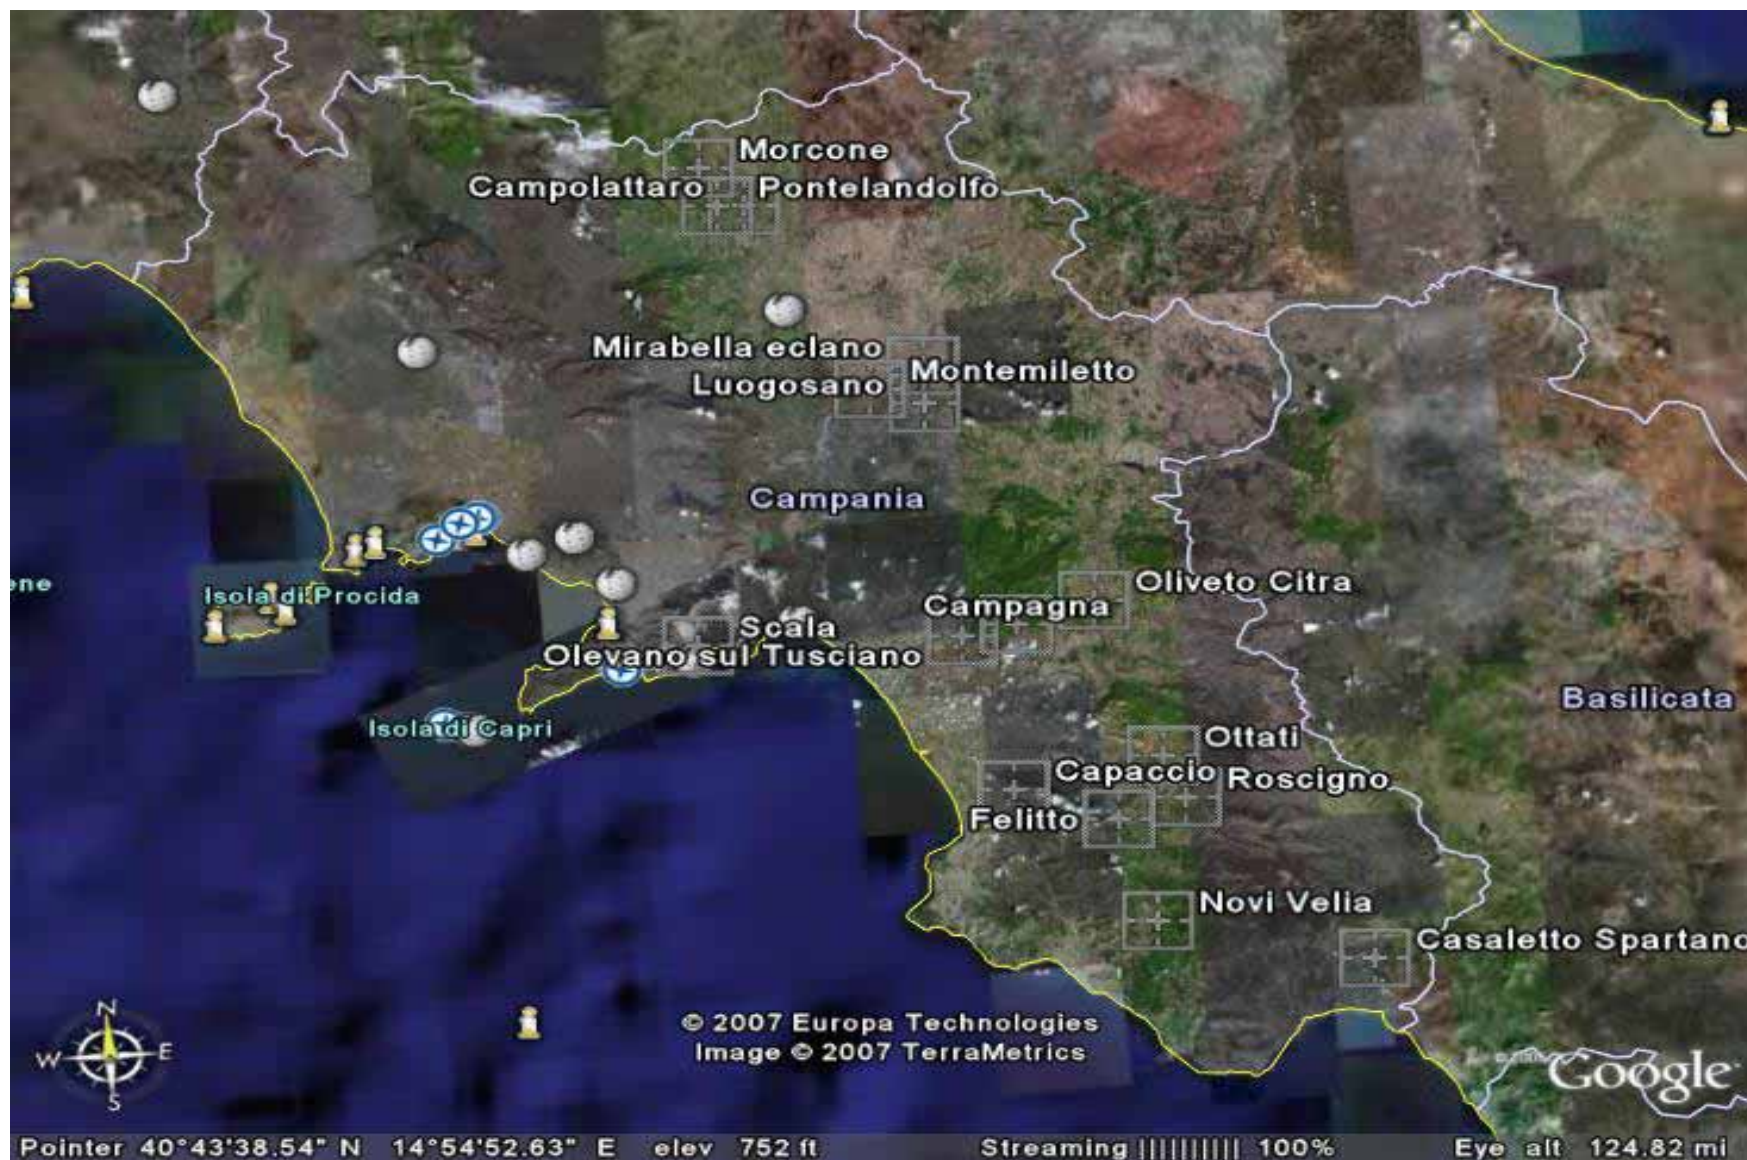 Morcone
Campolattaro
Pontelandolfo
Mirabella eclano
Montemiletto
Luogosano
Campania
Oliveto Citra
Isola di Procida
Campagna
Scala
Olevano sul Tusciano
Basilicata
Isola di Capri
Ottati
Capaccio
Roscigno
Felitto
Novi Velia
Casaletto Spartano
N
W E
S
© 2007 Europa Technologies
Image © 2007 TerraMetrics
Google
Pointer 40°43'38.54" N 14°54'52.63" E elev 752 ft Streaming |||||||||| 100% Eye alt 124.82 mi